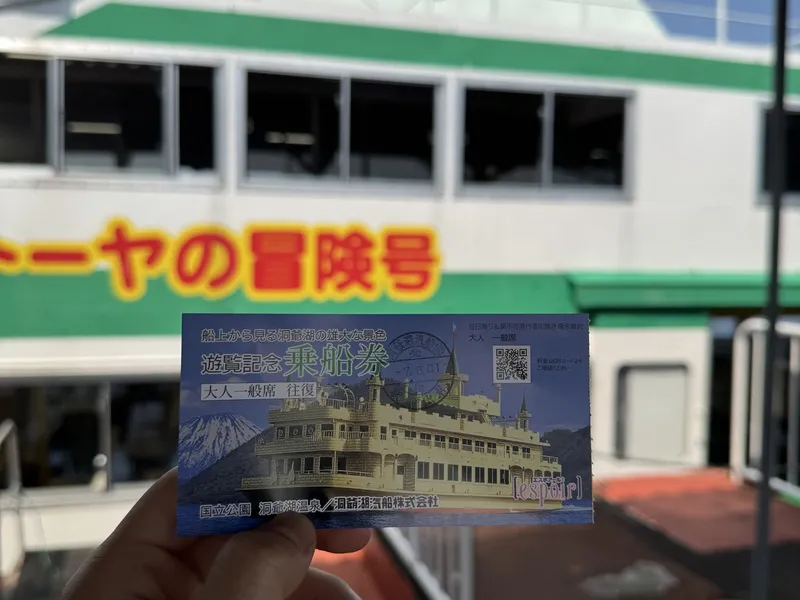 トーヤの冒険号
船上から見る洞爺湖の雄大な景色
遊覧記念 乗船券
大人一般席 往復
大人 一般席
[espoir]
国立公園 洞爺湖温泉／洞爺湖汽船株式会社